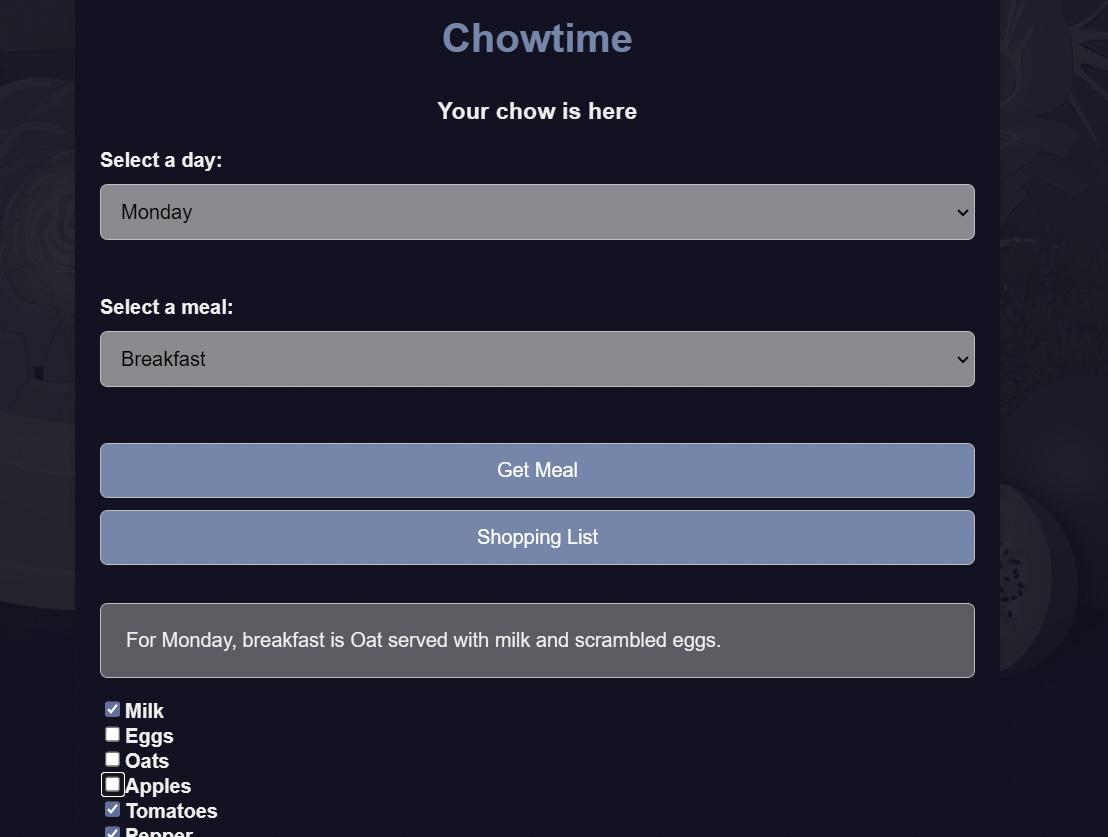 Chowtime
Your chow is here
Select a day:
Monday
Select a meal:
Breakfast
Get Meal
Shopping List
For Monday, breakfast is Oat served with milk and scrambled eggs.
Milk
Eggs
Oats
Apples
Tomatoes
Pepper